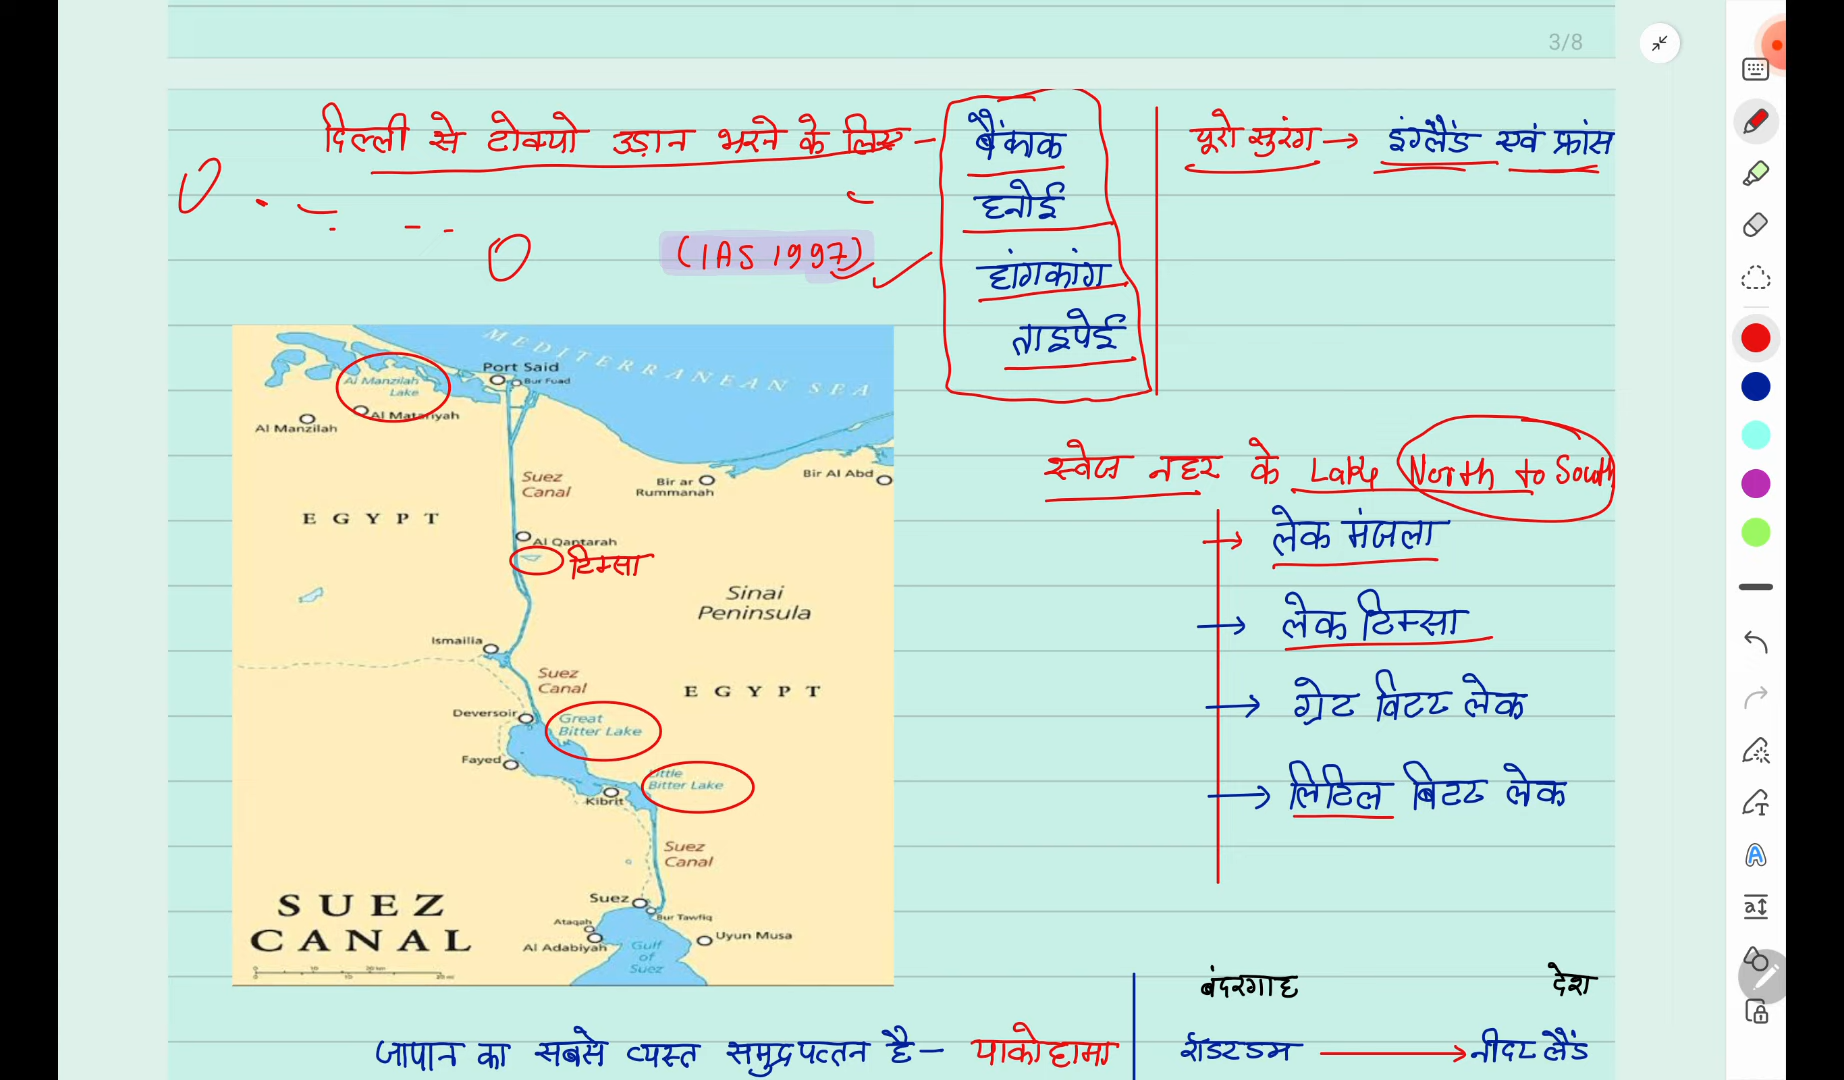 3/8
दिल्ली से टोक्यो उड़ान भरने के लिए -
बैंकाक
हनोई
हांगकांग
ताइपेई
(IAS 1997)
यूरो सुरंग → इंग्लैंड एवं फ्रांस
MEDITERRANEAN SEA
Al Manzilah
Lake
Port Said
Bur Fuad
Al Matariyah
Al Manzilah
Suez
Canal
Bir ar
Rummanah
Bir Al Abd
EGYPT
Al Qantarah
टिम्सा
Sinai
Peninsula
Ismailia
Suez
Canal
EGYPT
Deversoir
Great
Bitter Lake
Fayed
Little
Bitter Lake
Kibrit
Suez
Canal
SUEZ
CANAL
Suez
Bur Tawfiq
Ataqah
Al Adabiyah
Uyun Musa
Gulf
of
Suez
स्वेज नहर के Lake North to South
→ लेक मंजला
→ लेक टिम्सा
→ ग्रेट बिटर लेक
→ लिटिल बिटर लेक
जापान का सबसे व्यस्त समुद्रपत्तन है - याकोहामा
बंदरगाह देश
रॉडरडम → नीदरलैंड